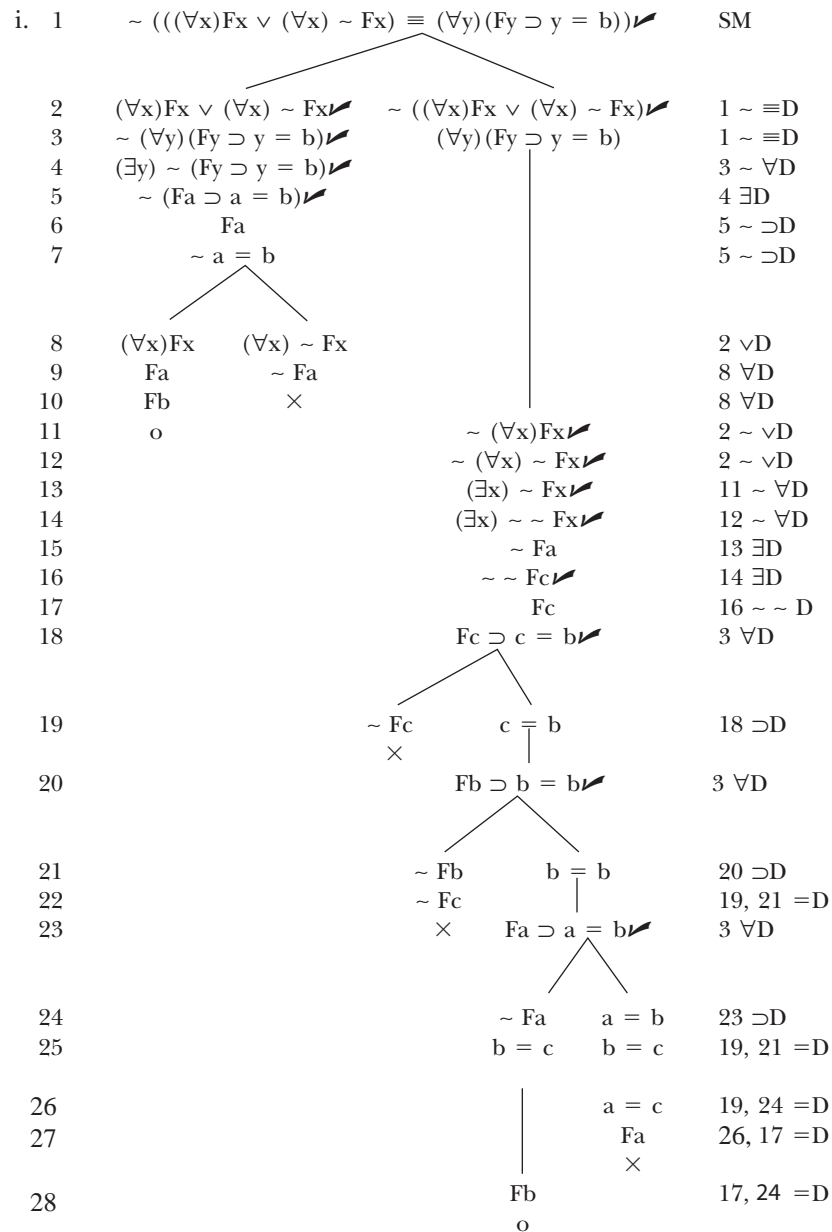 i. 1 ~ (((∀x)Fx ∨ (∀x) ~ Fx) ≡ (∀y)(Fy ⊃ y = b))✓ SM
2 (∀x)Fx ∨ (∀x) ~ Fx✓ ~ ((∀x)Fx ∨ (∀x) ~ Fx)✓ 1 ~ ≡D
3 ~ (∀y)(Fy ⊃ y = b)✓ (∀y)(Fy ⊃ y = b) 1 ~ ≡D
4 (∃y) ~ (Fy ⊃ y = b)✓ 3 ~ ∀D
5 ~ (Fa ⊃ a = b)✓ 4 ∃D
6 Fa 5 ~ ⊃D
7 ~ a = b 5 ~ ⊃D
8 (∀x)Fx (∀x) ~ Fx 2 ∨D
9 Fa ~ Fa 8 ∀D
10 Fb × 8 ∀D
11 o ~ (∀x)Fx✓ 2 ~ ∨D
12 ~ (∀x) ~ Fx✓ 2 ~ ∨D
13 (∃x) ~ Fx✓ 11 ~ ∀D
14 (∃x) ~ ~ Fx✓ 12 ~ ∀D
15 ~ Fa 13 ∃D
16 ~ ~ Fc✓ 14 ∃D
17 Fc 16 ~ ~ D
18 Fc ⊃ c = b✓ 3 ∀D
19 ~ Fc c = b 18 ⊃D
×
20 Fb ⊃ b = b✓ 3 ∀D
21 ~ Fb b = b 20 ⊃D
22 ~ Fc 19, 21 =D
23 × Fa ⊃ a = b✓ 3 ∀D
24 ~ Fa a = b 23 ⊃D
25 b = c b = c 19, 21 =D
26 a = c 19, 24 =D
27 Fa 26, 17 =D
×
28 Fb 17, 24 =D
o